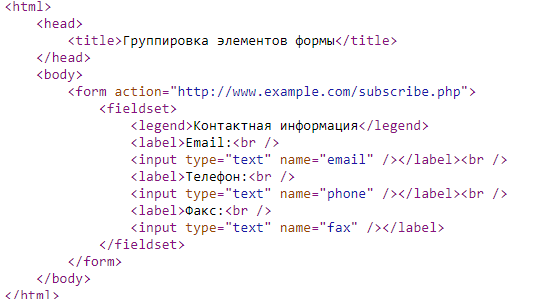 <html>
<head>
<title>Группировка элементов формы</title>
</head>
<body>
<form action="http://www.example.com/subscribe.php">
<fieldset>
<legend>Контактная информация</legend>
<label>Email:<br />
<input type="text" name="email" /></label><br />
<label>Телефон:<br />
<input type="text" name="phone" /></label><br />
<label>Факс:<br />
<input type="text" name="fax" /></label>
</fieldset>
</form>
</body>
</html>